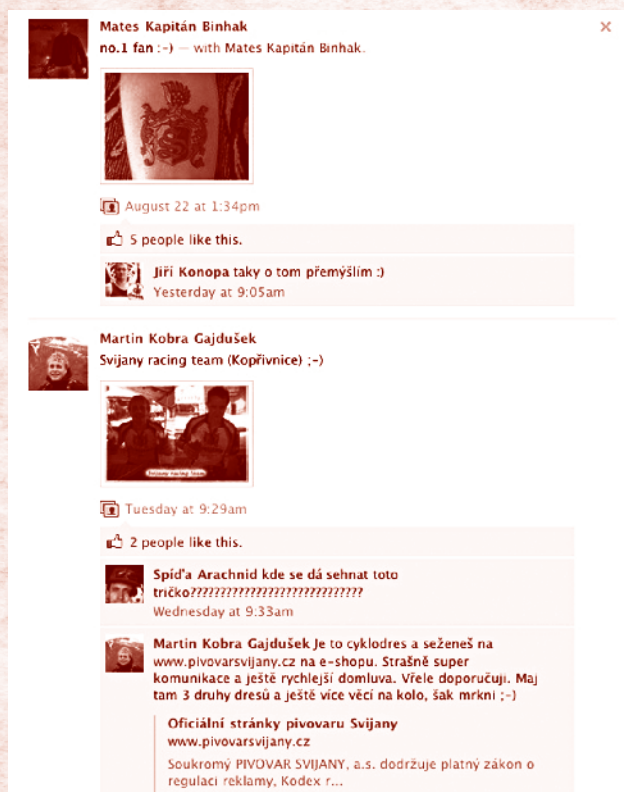 Mates Kapitán Binhak
no.1 fan :-) — with Mates Kapitán Binhak.
August 22 at 1:34pm
5 people like this.
Jiří Konopa taky o tom přemýšlím :)
Yesterday at 9:05am
Martin Kobra Gajdušek
Svijany racing team (Kopřivnice) ;-)
Svijany racing team
Tuesday at 9:29am
2 people like this.
Spíďa Arachnid kde se dá sehnat toto
tričko?????????????????????????????
Wednesday at 9:33am
Martin Kobra Gajdušek Je to cyklodres a seženeš na
www.pivovarsvijany.cz na e-shopu. Strašně super
komunikace a ještě rychlejší domluva. Vřele doporučuji. Maj
tam 3 druhy dresů a ještě více věcí na kolo, šak mrkni ;-)
Oficiální stránky pivovaru Svijany
www.pivovarsvijany.cz
Soukromý PIVOVAR SVIJANY, a.s. dodržuje platný zákon o
regulaci reklamy, Kodex r...